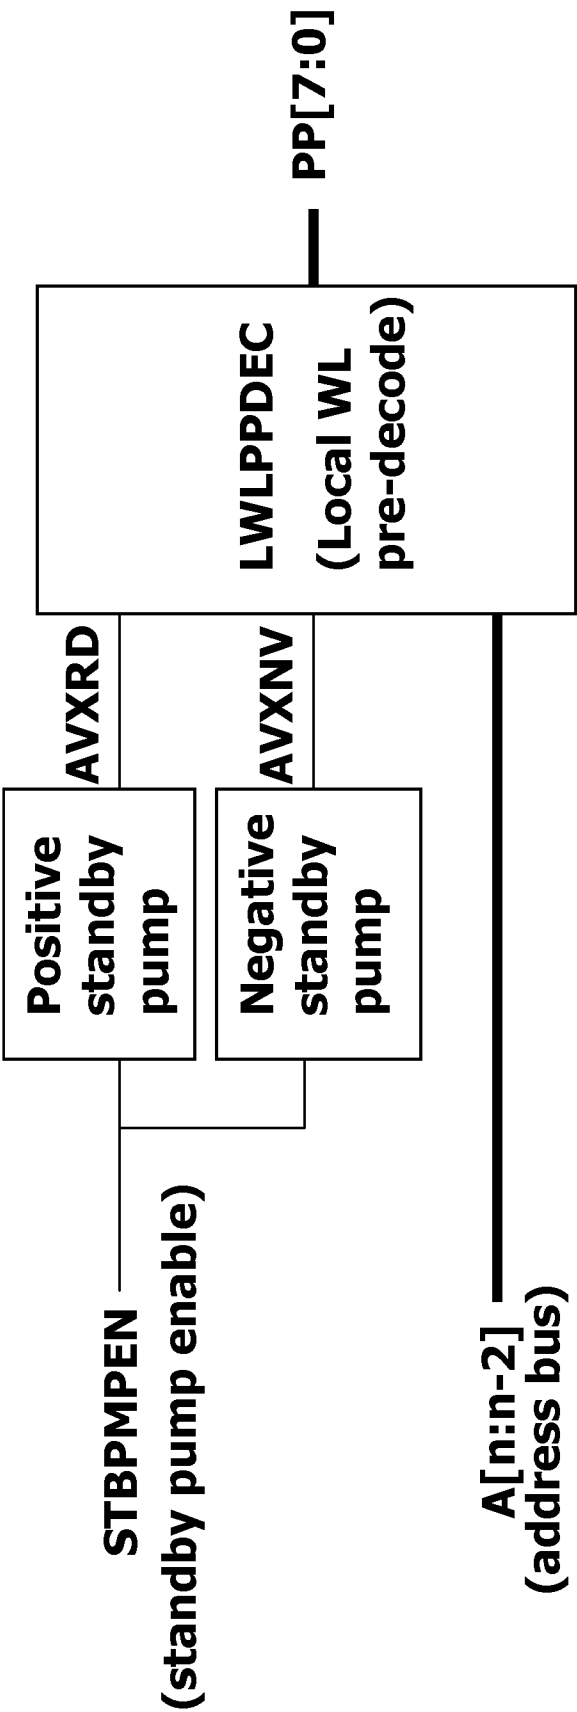 STBPMPEN
(standby pump enable)
A[n:n-2]
(address bus)
Positive
standby
pump
Negative
standby
pump
AVXRD
AVXNV
LWLPPDEC
(Local WL
pre-decode)
PP[7:0]